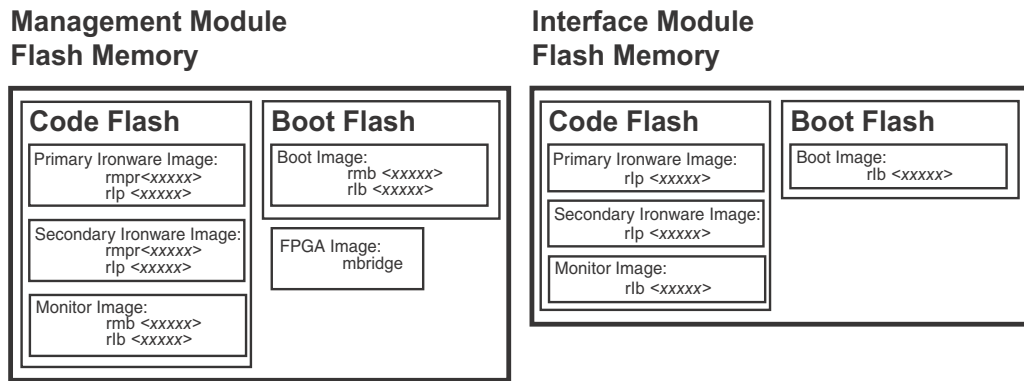 Management Module
Flash Memory
Code Flash
Primary Ironware Image:
rmpr<xxxxx>
rlp <xxxxx>
Secondary Ironware Image:
rmpr<xxxxx>
rlp <xxxxx>
Monitor Image:
rmb <xxxxx>
rlb <xxxxx>
Boot Flash
Boot Image:
rmb <xxxxx>
rlb <xxxxx>
FPGA Image:
mbridge
Interface Module
Flash Memory
Code Flash
Primary Ironware Image:
rlp <xxxxx>
Secondary Ironware Image:
rlp <xxxxx>
Monitor Image:
rlb <xxxxx>
Boot Flash
Boot Image:
rlb <xxxxx>